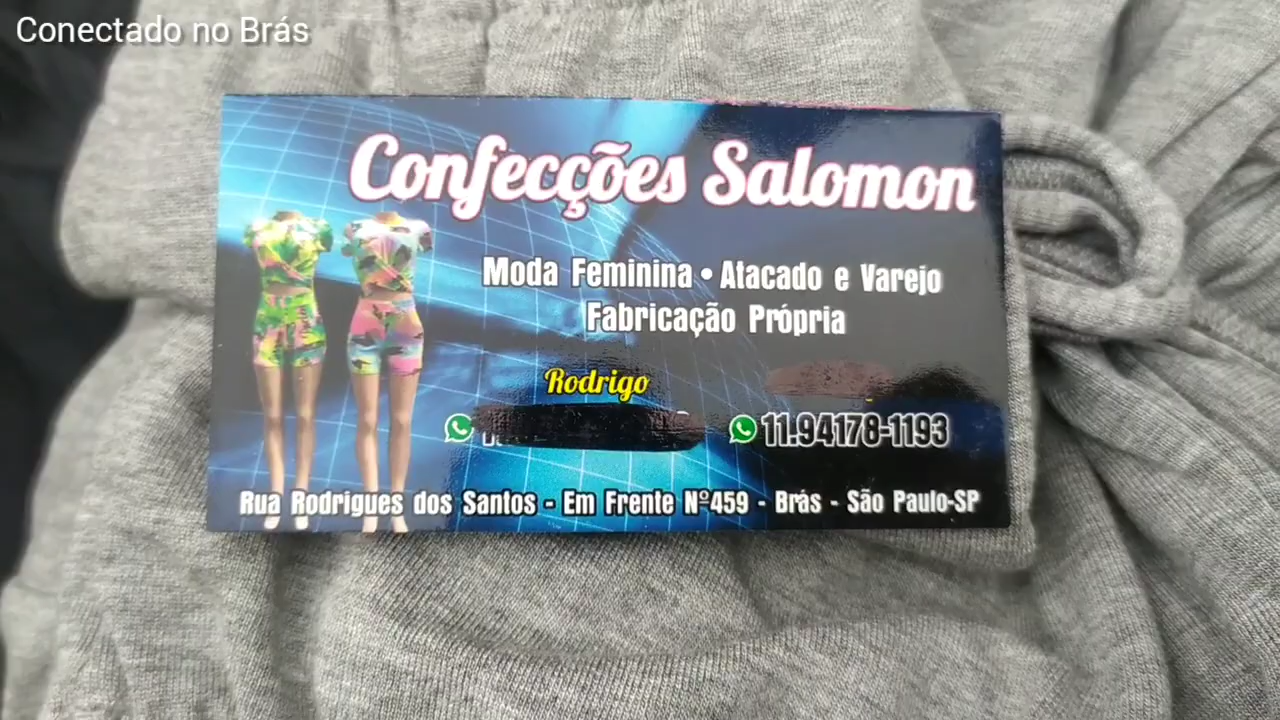 Conectado no Brás
Confecções Salomon
Moda Feminina • Atacado e Varejo
Fabricação Própria
Rodrigo
11.94178-1193
Rua Rodrigues dos Santos - Em Frente Nº459 - Brás - São Paulo-SP